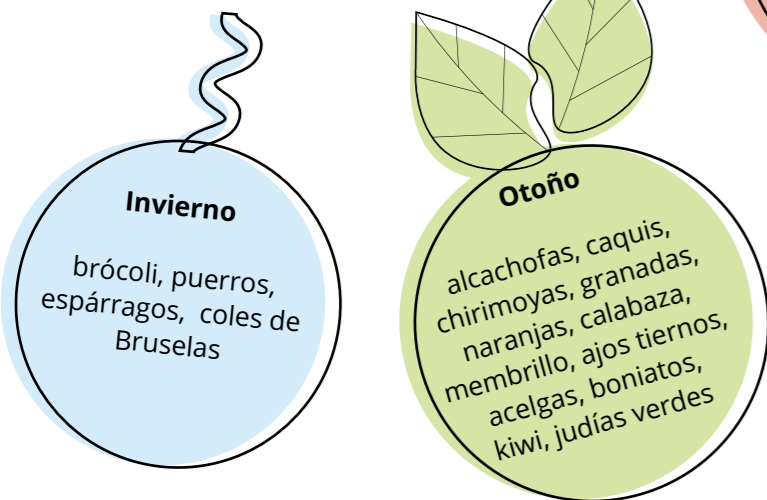 Invierno
brócoli, puerros,
espárragos, coles de
Bruselas
Otoño
alcachofas, caquis,
chirimoyas, granadas,
naranjas, calabaza,
membrillo, ajos tiernos,
acelgas, boniatos,
kiwi, judías verdes